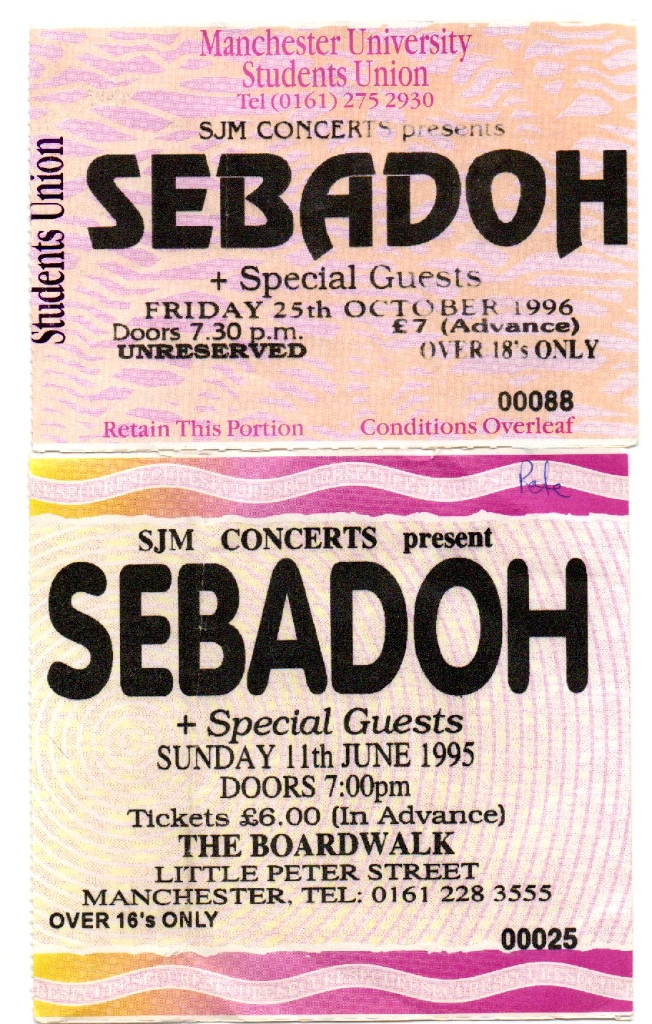 Manchester University
Students Union
Tel (0161) 275 2930
Students Union
SJM CONCERTS presents
SEBADOH
+ Special Guests
FRIDAY 25th OCTOBER 1996
Doors 7.30 p.m. £7 (Advance)
UNRESERVED OVER 18's ONLY
00088
Retain This Portion Conditions Overleaf
Pete
SJM CONCERTS present
SEBADOH
+ Special Guests
SUNDAY 11th JUNE 1995
DOORS 7:00pm
Tickets £6.00 (In Advance)
THE BOARDWALK
LITTLE PETER STREET
MANCHESTER, TEL: 0161 228 3555
OVER 16's ONLY
00025